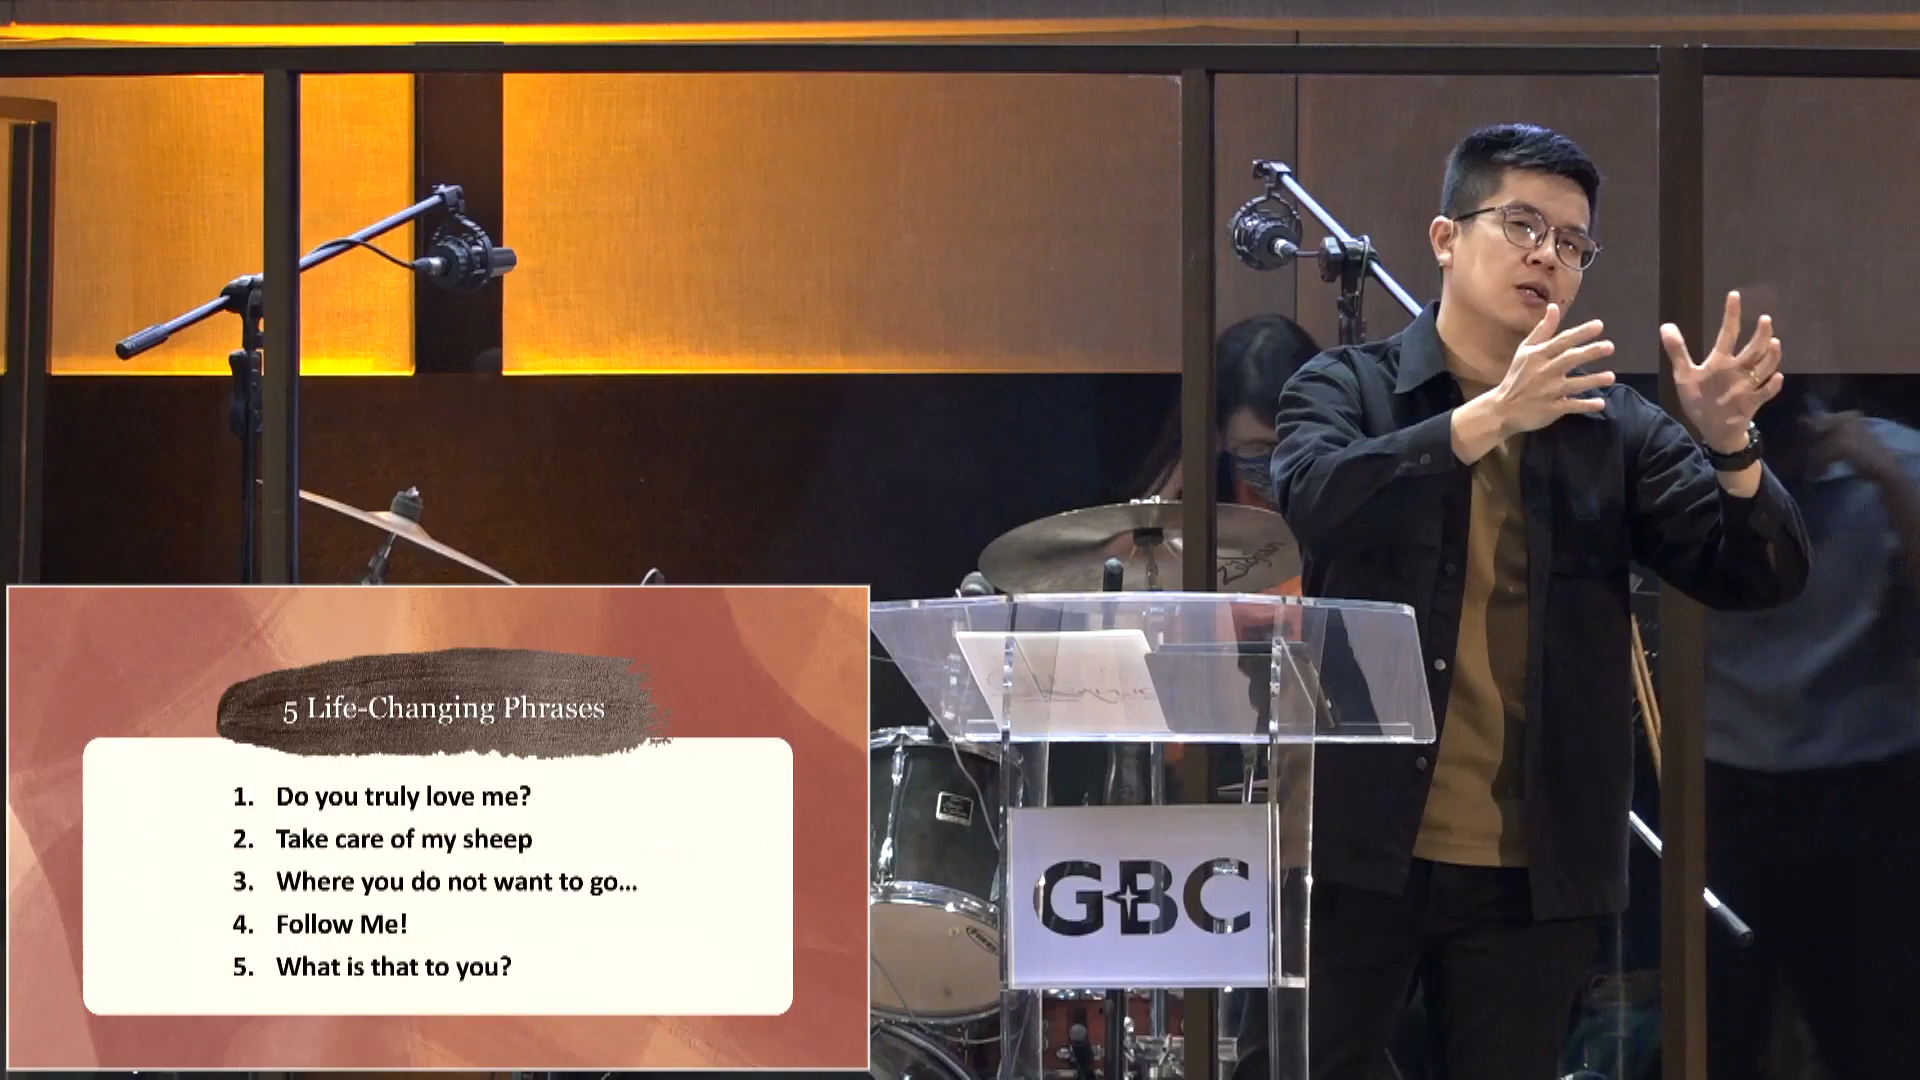 Zildjian
5 Life-Changing Phrases
1. Do you truly love me?
2. Take care of my sheep
3. Where you do not want to go...
4. Follow Me!
5. What is that to you?
GBC